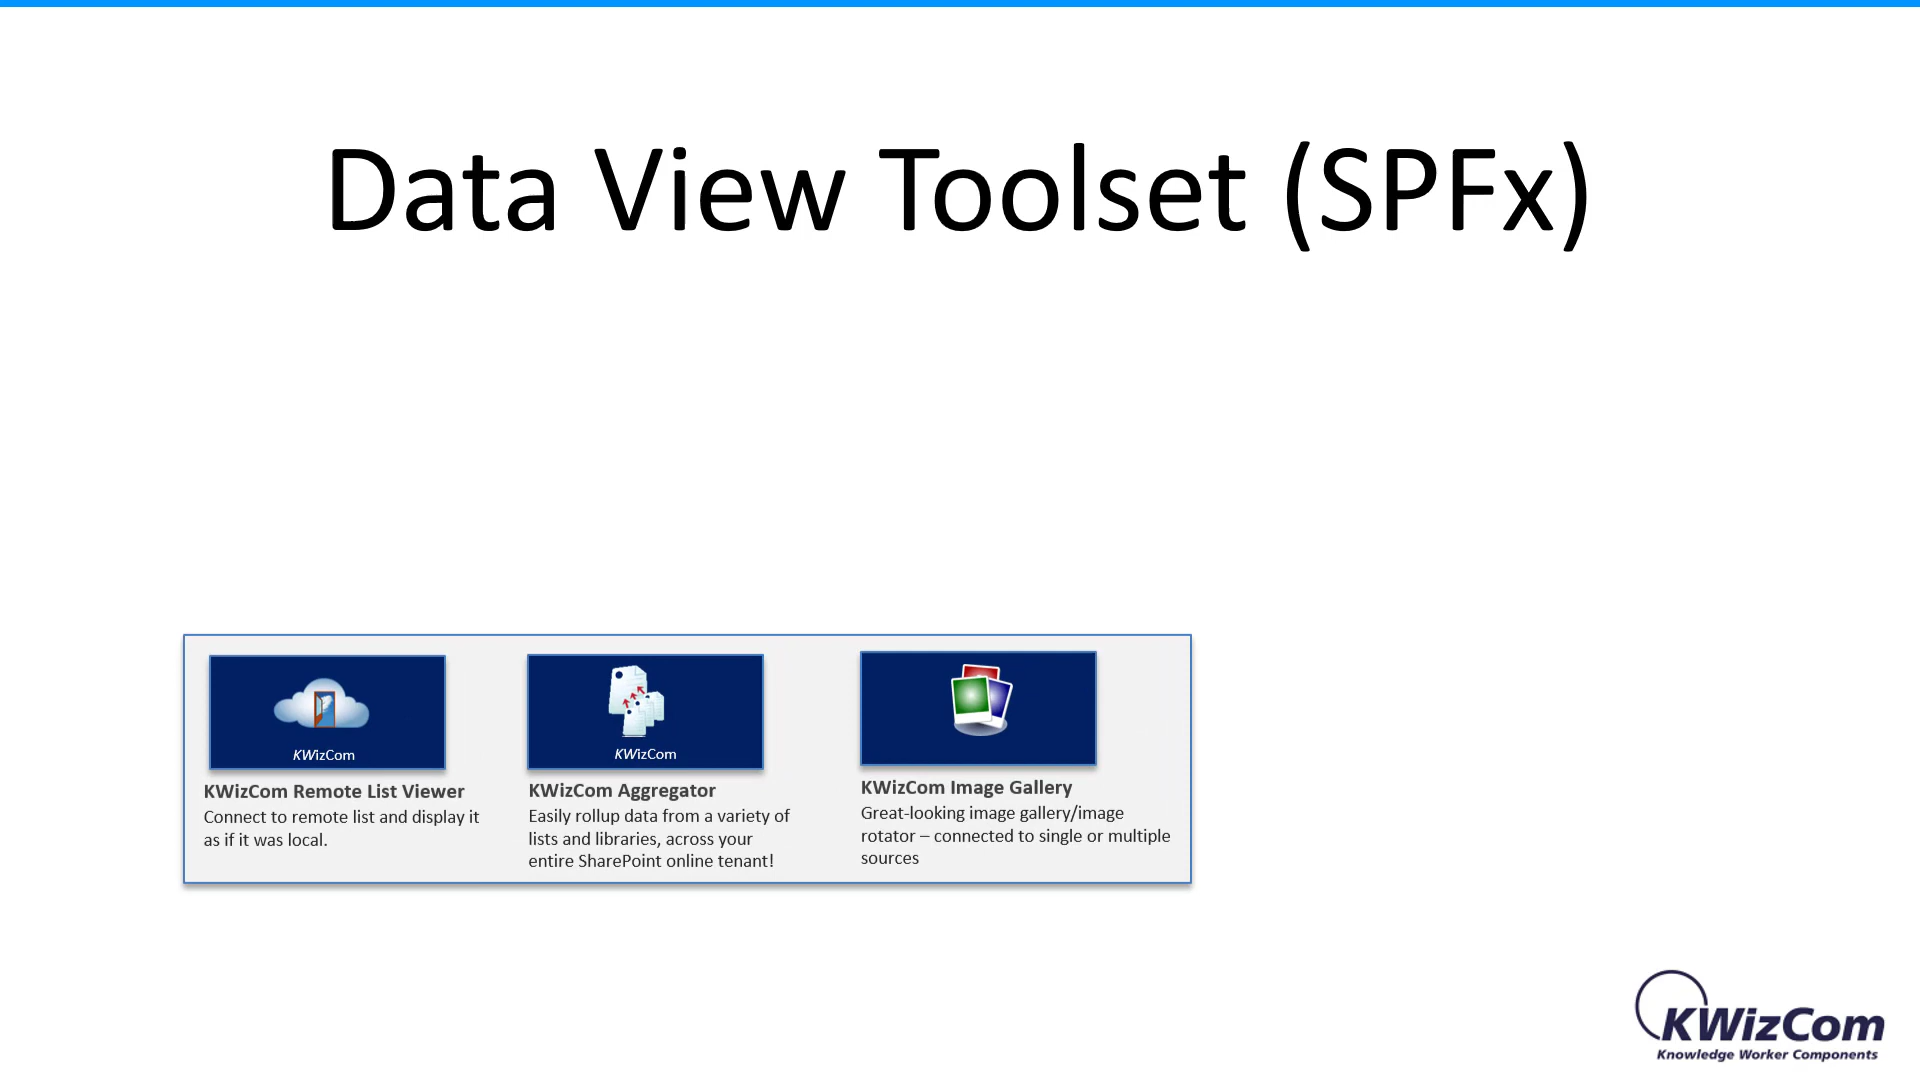 Data View Toolset (SPFx)
KWizCom
KWizCom Remote List Viewer
Connect to remote list and display it
as if it was local.
KWizCom
KWizCom Aggregator
Easily rollup data from a variety of
lists and libraries, across your
entire SharePoint online tenant!
KWizCom Image Gallery
Great-looking image gallery/image
rotator – connected to single or multiple
sources
KWizCom
Knowledge Worker Components